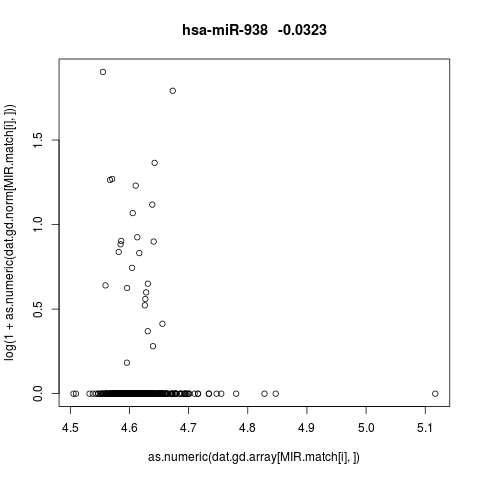 hsa-miR-938 -0.0323
log(1 + as.numeric(dat.gd.norm[MIR.match[i], ]))
1.5
1.0
0.5
0.0
4.5 4.6 4.7 4.8 4.9 5.0 5.1
as.numeric(dat.gd.array[MIR.match[i], ])